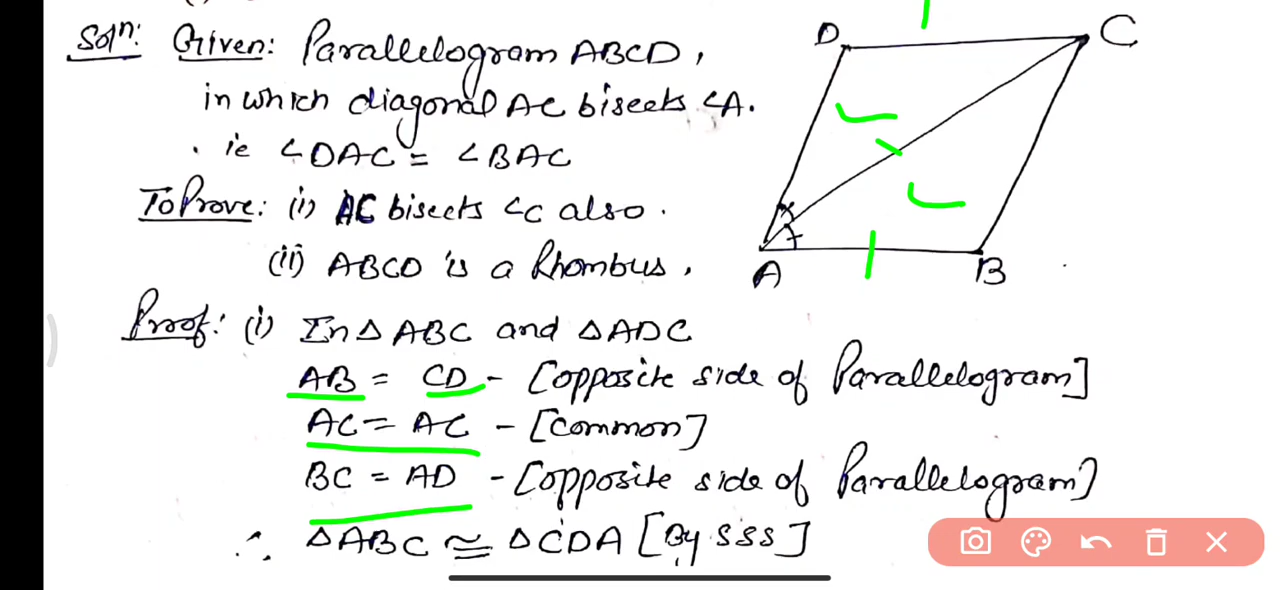 Soln: Given: Parallelogram ABCD,
in which diagonal AC bisects ∠A.
ie ∠DAC = ∠BAC
To Prove: (i) AC bisects ∠C also.
(ii) ABCD is a Rhombus.
D
C
A
B
Proof: (i) In △ABC and △ADC
AB = CD - [opposite side of Parallelogram]
AC = AC - [common]
BC = AD - [opposite side of Parallelogram]
∴ △ABC ≅ △CDA [By SSS]